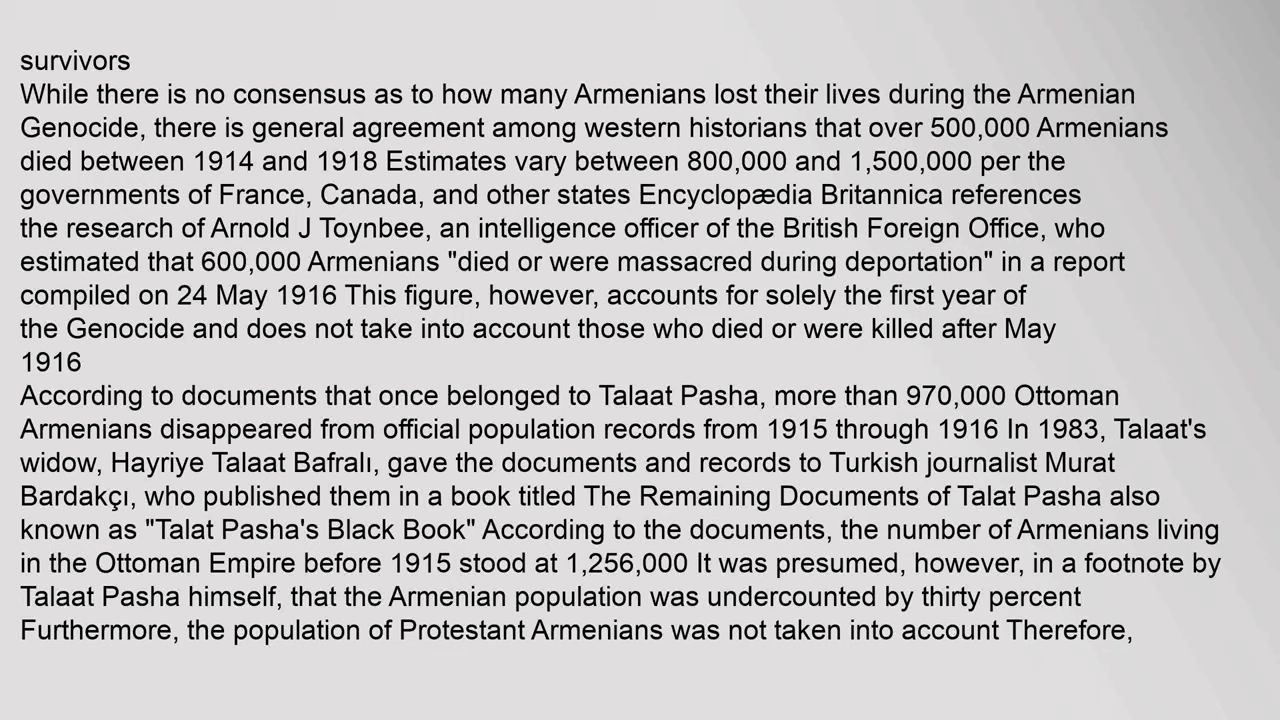 survivors
While there is no consensus as to how many Armenians lost their lives during the Armenian
Genocide, there is general agreement among western historians that over 500,000 Armenians
died between 1914 and 1918 Estimates vary between 800,000 and 1,500,000 per the
governments of France, Canada, and other states Encyclopædia Britannica references
the research of Arnold J Toynbee, an intelligence officer of the British Foreign Office, who
estimated that 600,000 Armenians "died or were massacred during deportation" in a report
compiled on 24 May 1916 This figure, however, accounts for solely the first year of
the Genocide and does not take into account those who died or were killed after May
1916
According to documents that once belonged to Talaat Pasha, more than 970,000 Ottoman
Armenians disappeared from official population records from 1915 through 1916 In 1983, Talaat's
widow, Hayriye Talaat Bafralı, gave the documents and records to Turkish journalist Murat
Bardakçı, who published them in a book titled The Remaining Documents of Talat Pasha also
known as "Talat Pasha's Black Book" According to the documents, the number of Armenians living
in the Ottoman Empire before 1915 stood at 1,256,000 It was presumed, however, in a footnote by
Talaat Pasha himself, that the Armenian population was undercounted by thirty percent
Furthermore, the population of Protestant Armenians was not taken into account Therefore,